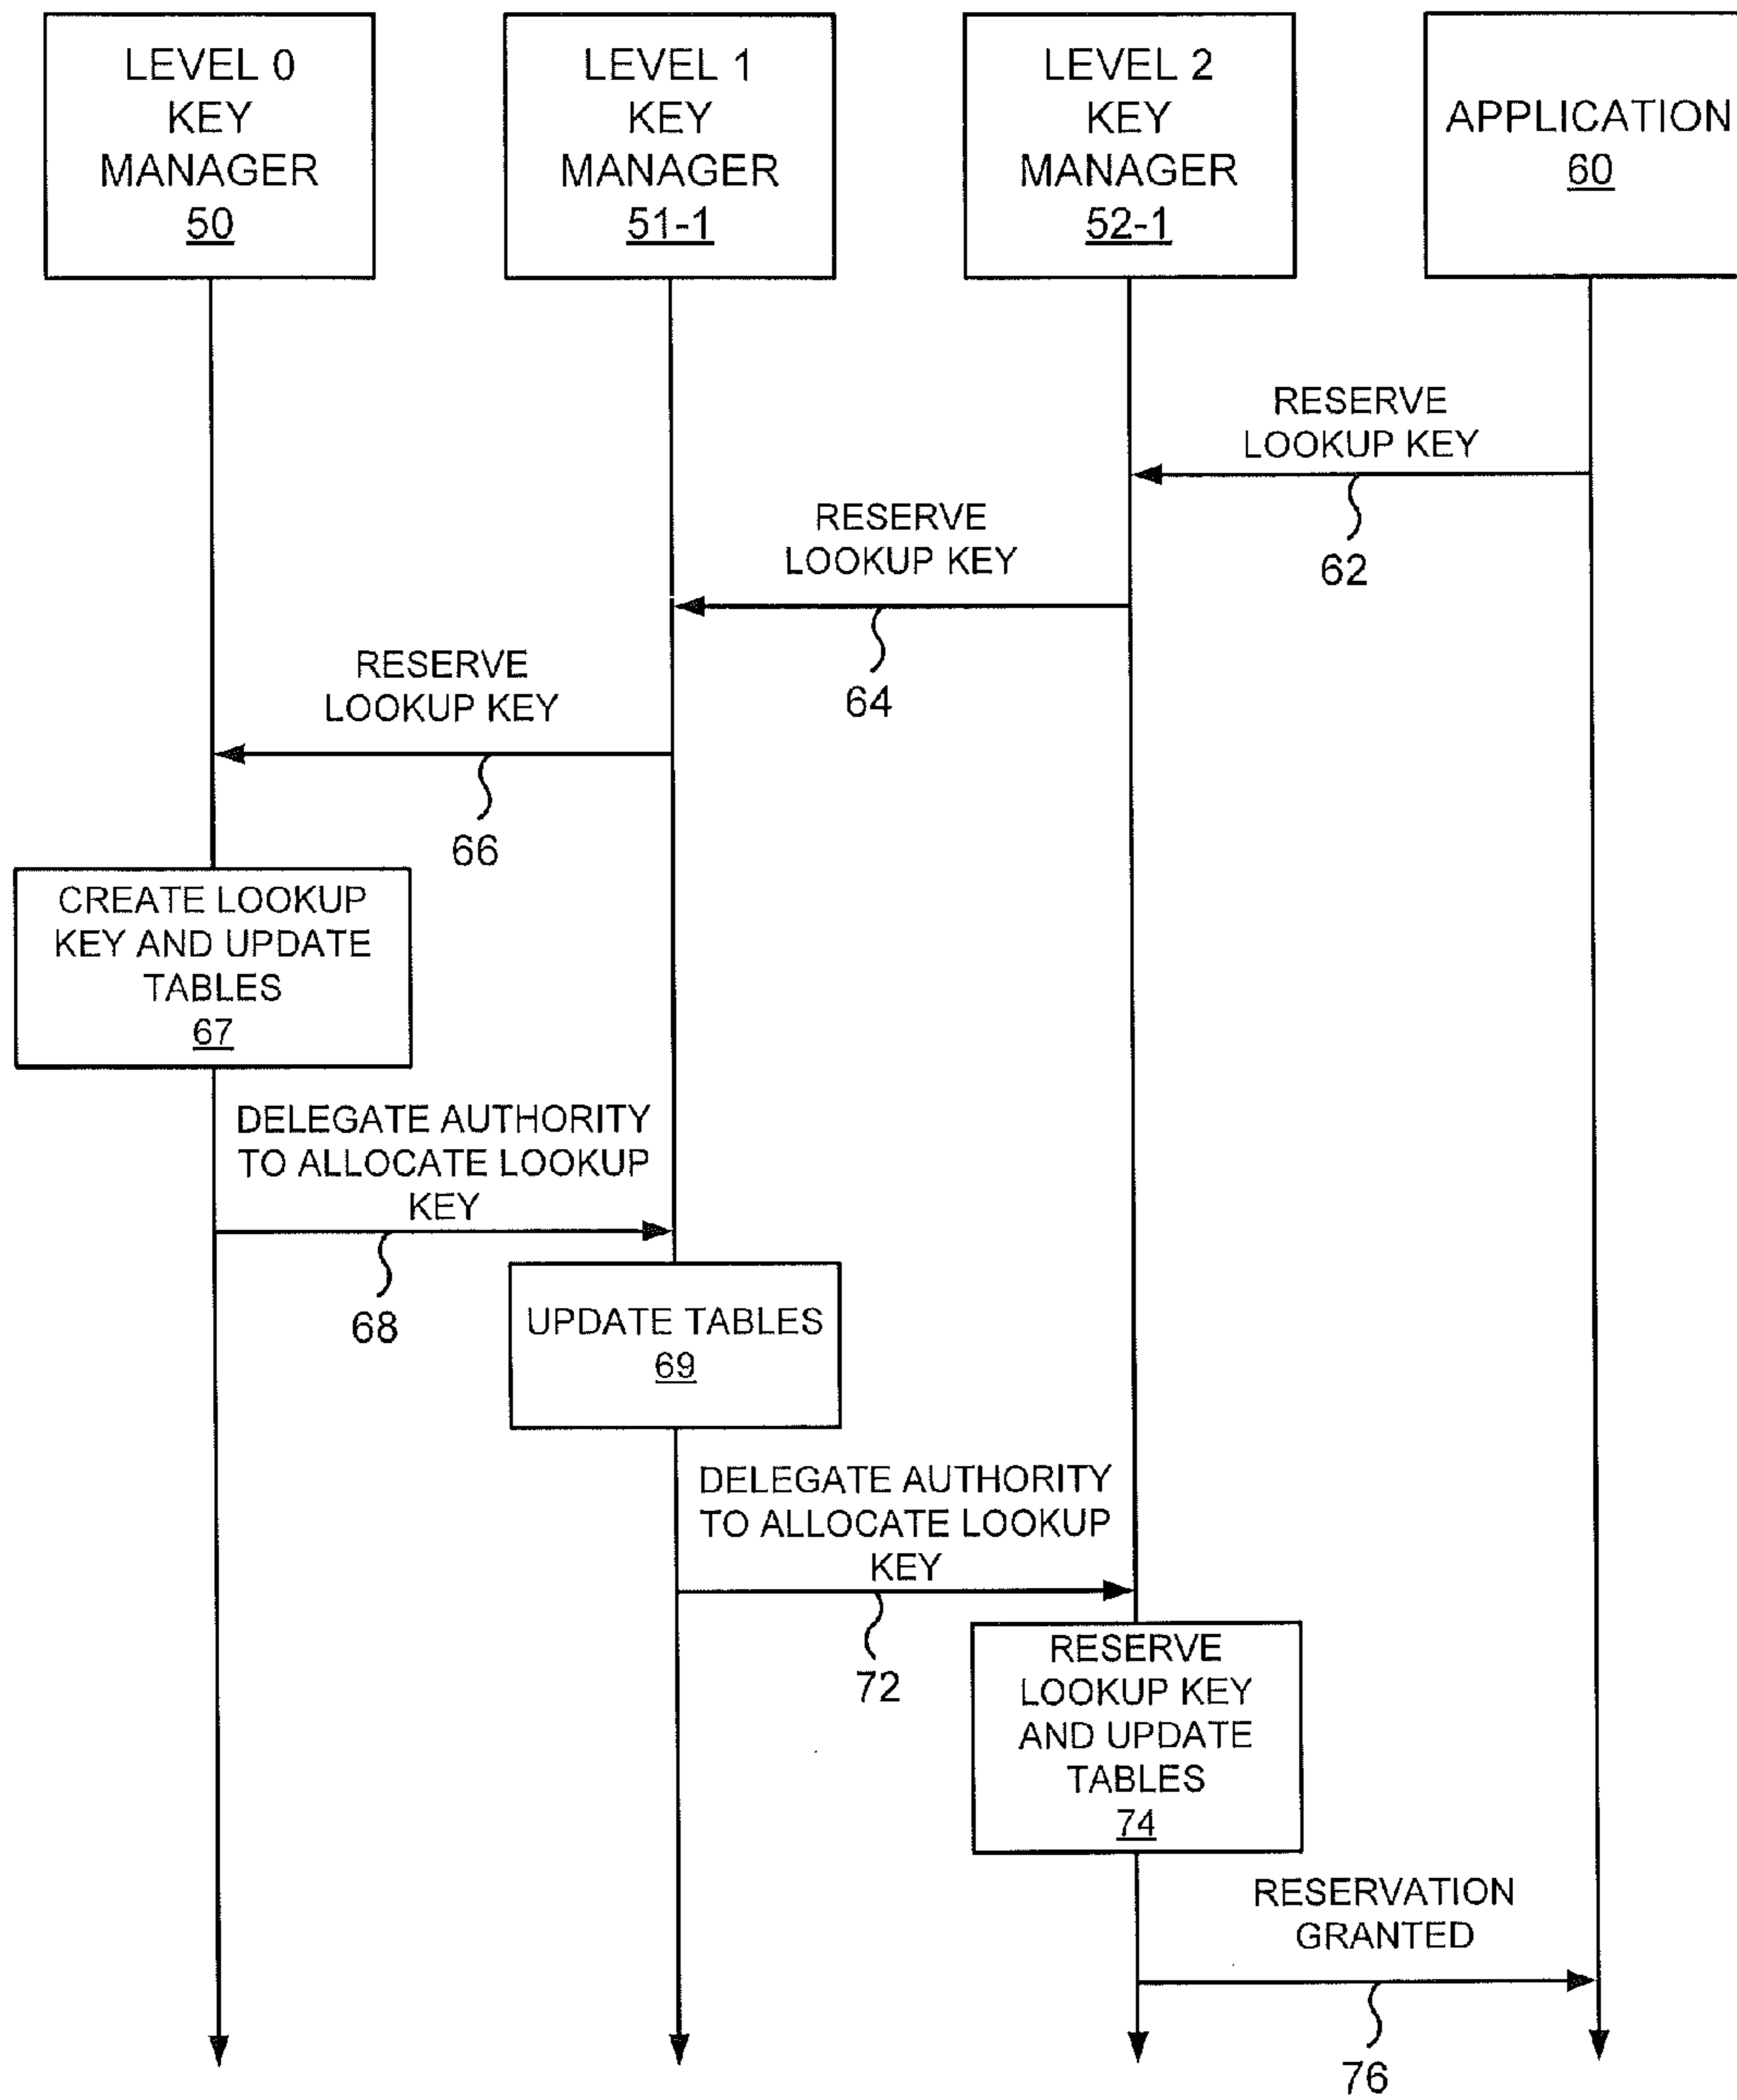 LEVEL 0
KEY
MANAGER
50
LEVEL 1
KEY
MANAGER
51-1
LEVEL 2
KEY
MANAGER
52-1
APPLICATION
60
RESERVE
LOOKUP KEY
62
RESERVE
LOOKUP KEY
64
RESERVE
LOOKUP KEY
66
CREATE LOOKUP
KEY AND UPDATE
TABLES
67
DELEGATE AUTHORITY
TO ALLOCATE LOOKUP
KEY
68
UPDATE TABLES
69
DELEGATE AUTHORITY
TO ALLOCATE LOOKUP
KEY
72
RESERVE
LOOKUP KEY
AND UPDATE
TABLES
74
RESERVATION
GRANTED
76